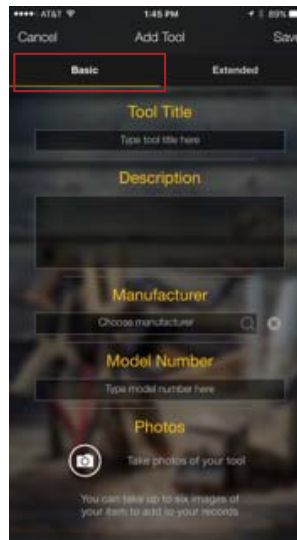 AT&T 1:45 PM 89%
Cancel Add Tool Save
Basic Extended
Tool Title
Type tool title here
Description
Manufacturer
Choose manufacturer
Model Number
Type model number here
Photos
Take photos of your tool
You can take up to six images of
your item to add to your records